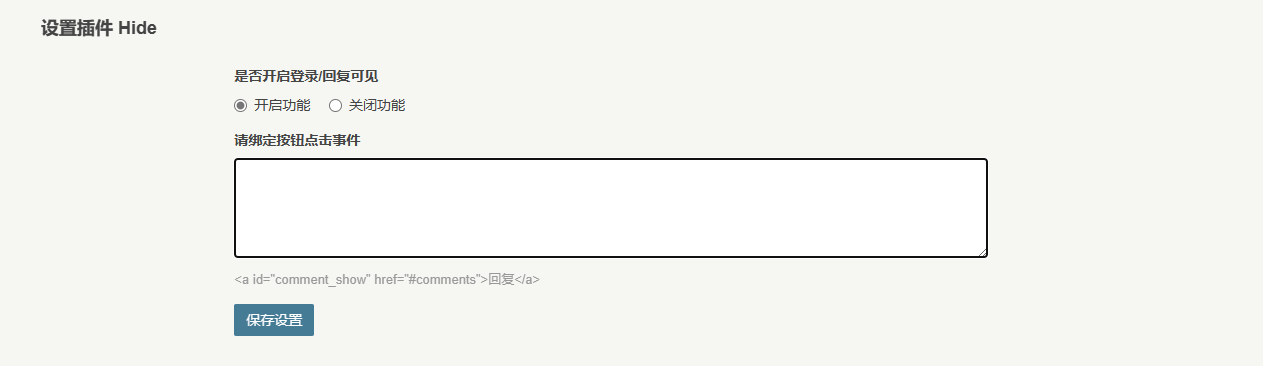 设置插件 Hide
是否开启登录/回复可见
开启功能 关闭功能
请绑定按钮点击事件
<a id="comment_show" href="#comments">回复</a>
保存设置